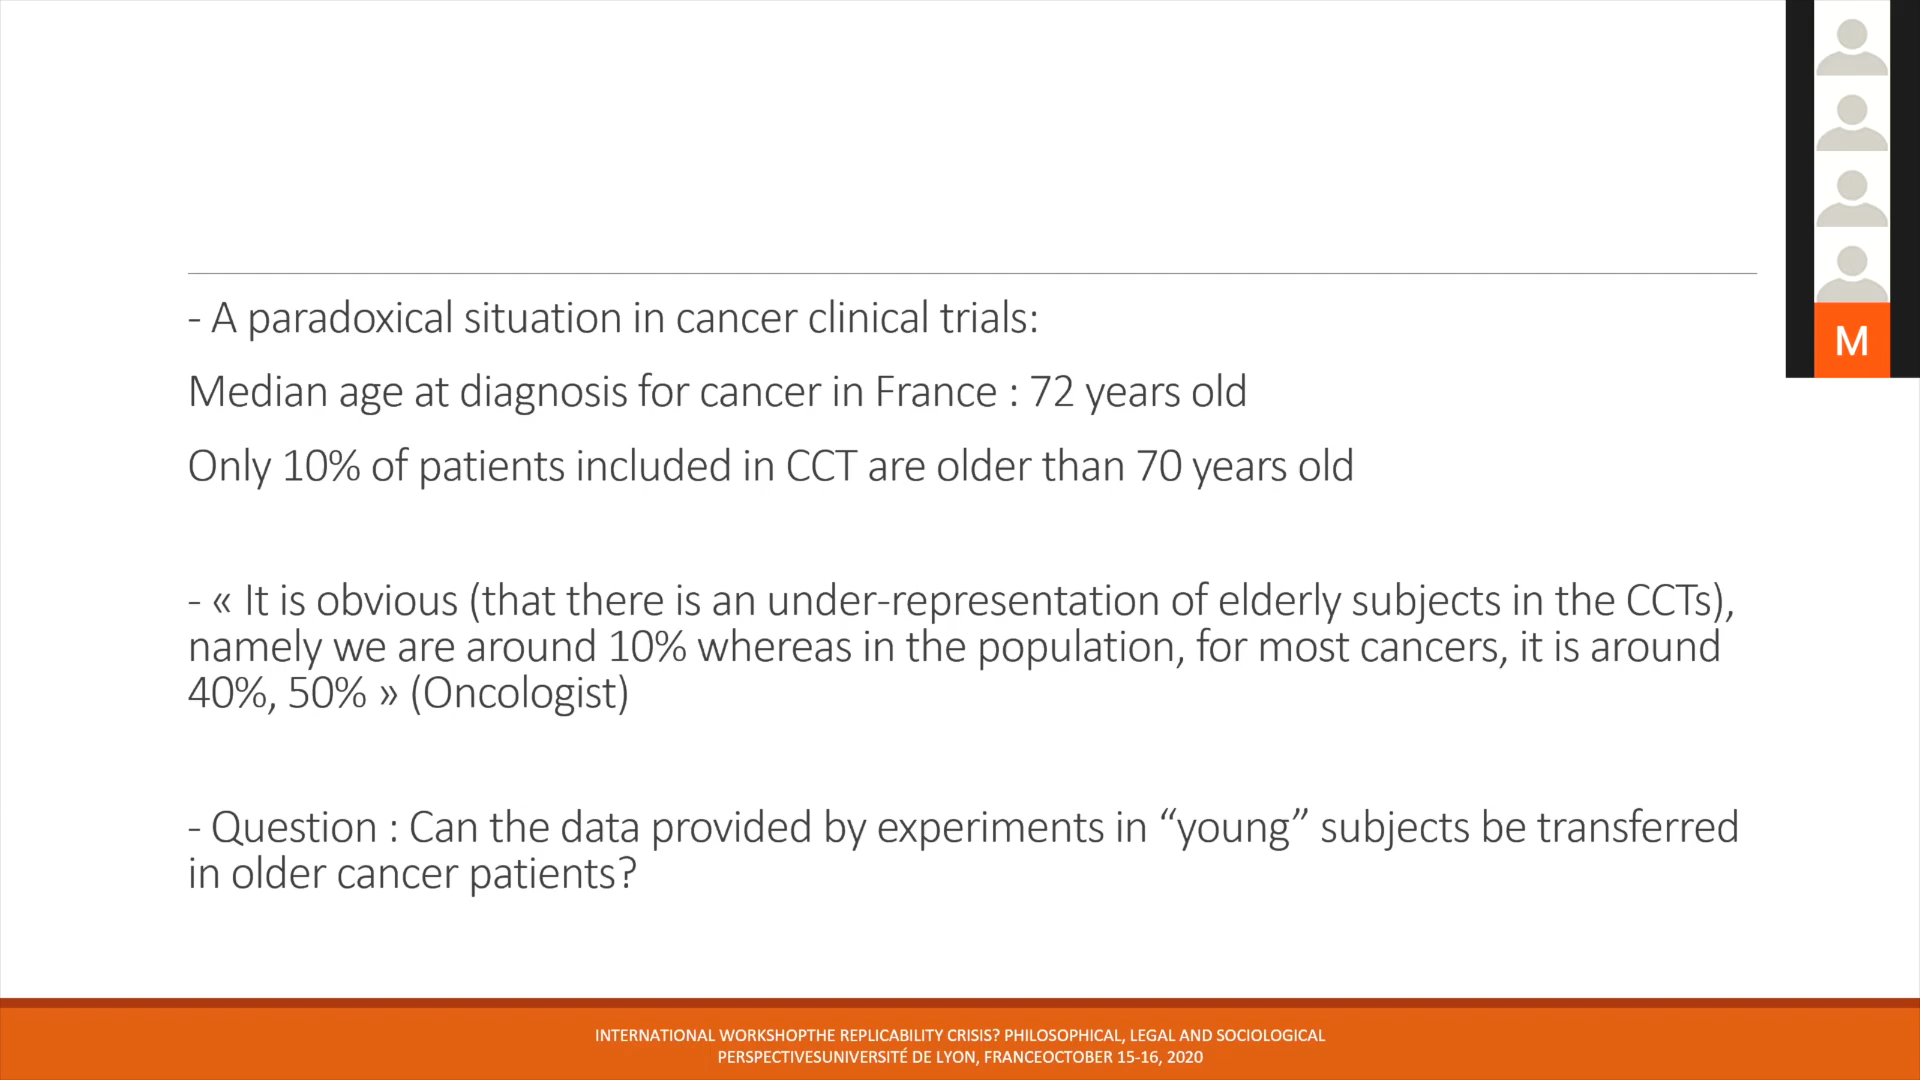 - A paradoxical situation in cancer clinical trials:
Median age at diagnosis for cancer in France : 72 years old
Only 10% of patients included in CCT are older than 70 years old
- « It is obvious (that there is an under-representation of elderly subjects in the CCTs),
namely we are around 10% whereas in the population, for most cancers, it is around
40%, 50% » (Oncologist)
- Question : Can the data provided by experiments in “young” subjects be transferred
in older cancer patients?
INTERNATIONAL WORKSHOPTHE REPLICABILITY CRISIS? PHILOSOPHICAL, LEGAL AND SOCIOLOGICAL
PERSPECTIVESUNIVERSITÉ DE LYON, FRANCEOCTOBER 15-16, 2020
M